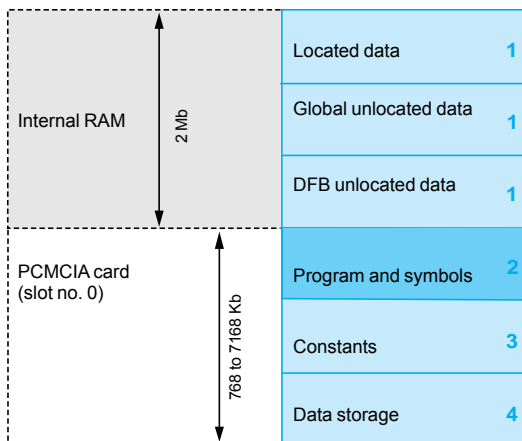 Located data 1
Global unlocated data 1
Internal RAM
2 Mb
DFB unlocated data 1
PCMCIA card
(slot no. 0)
768 to 7168 Kb
Program and symbols 2
Constants 3
Data storage 4